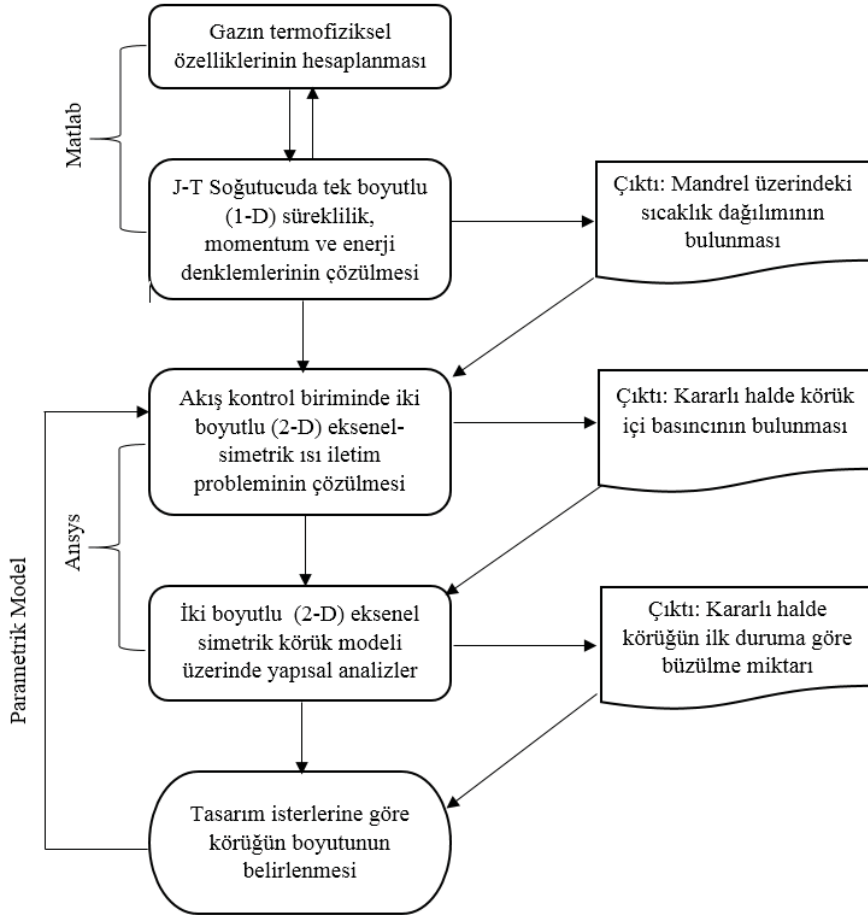 Gazın termofiziksel
özelliklerinin hesaplanması
Matlab
J-T Soğutucuda tek boyutlu
(1-D) süreklilik,
momentum ve enerji
denklemlerinin çözülmesi
Çıktı: Mandrel üzerindeki
sıcaklık dağılımının
bulunması
Akış kontrol biriminde iki
boyutlu (2-D) eksenel-
simetrik ısı iletim
probleminin çözülmesi
Çıktı: Kararlı halde körük
içi basıncının bulunması
Ansys
İki boyutlu (2-D) eksenel
simetrik körük modeli
üzerinde yapısal analizler
Çıktı: Kararlı halde
körüğün ilk duruma göre
büzülme miktarı
Parametrik Model
Tasarım isterlerine göre
körüğün boyutunun
belirlenmesi